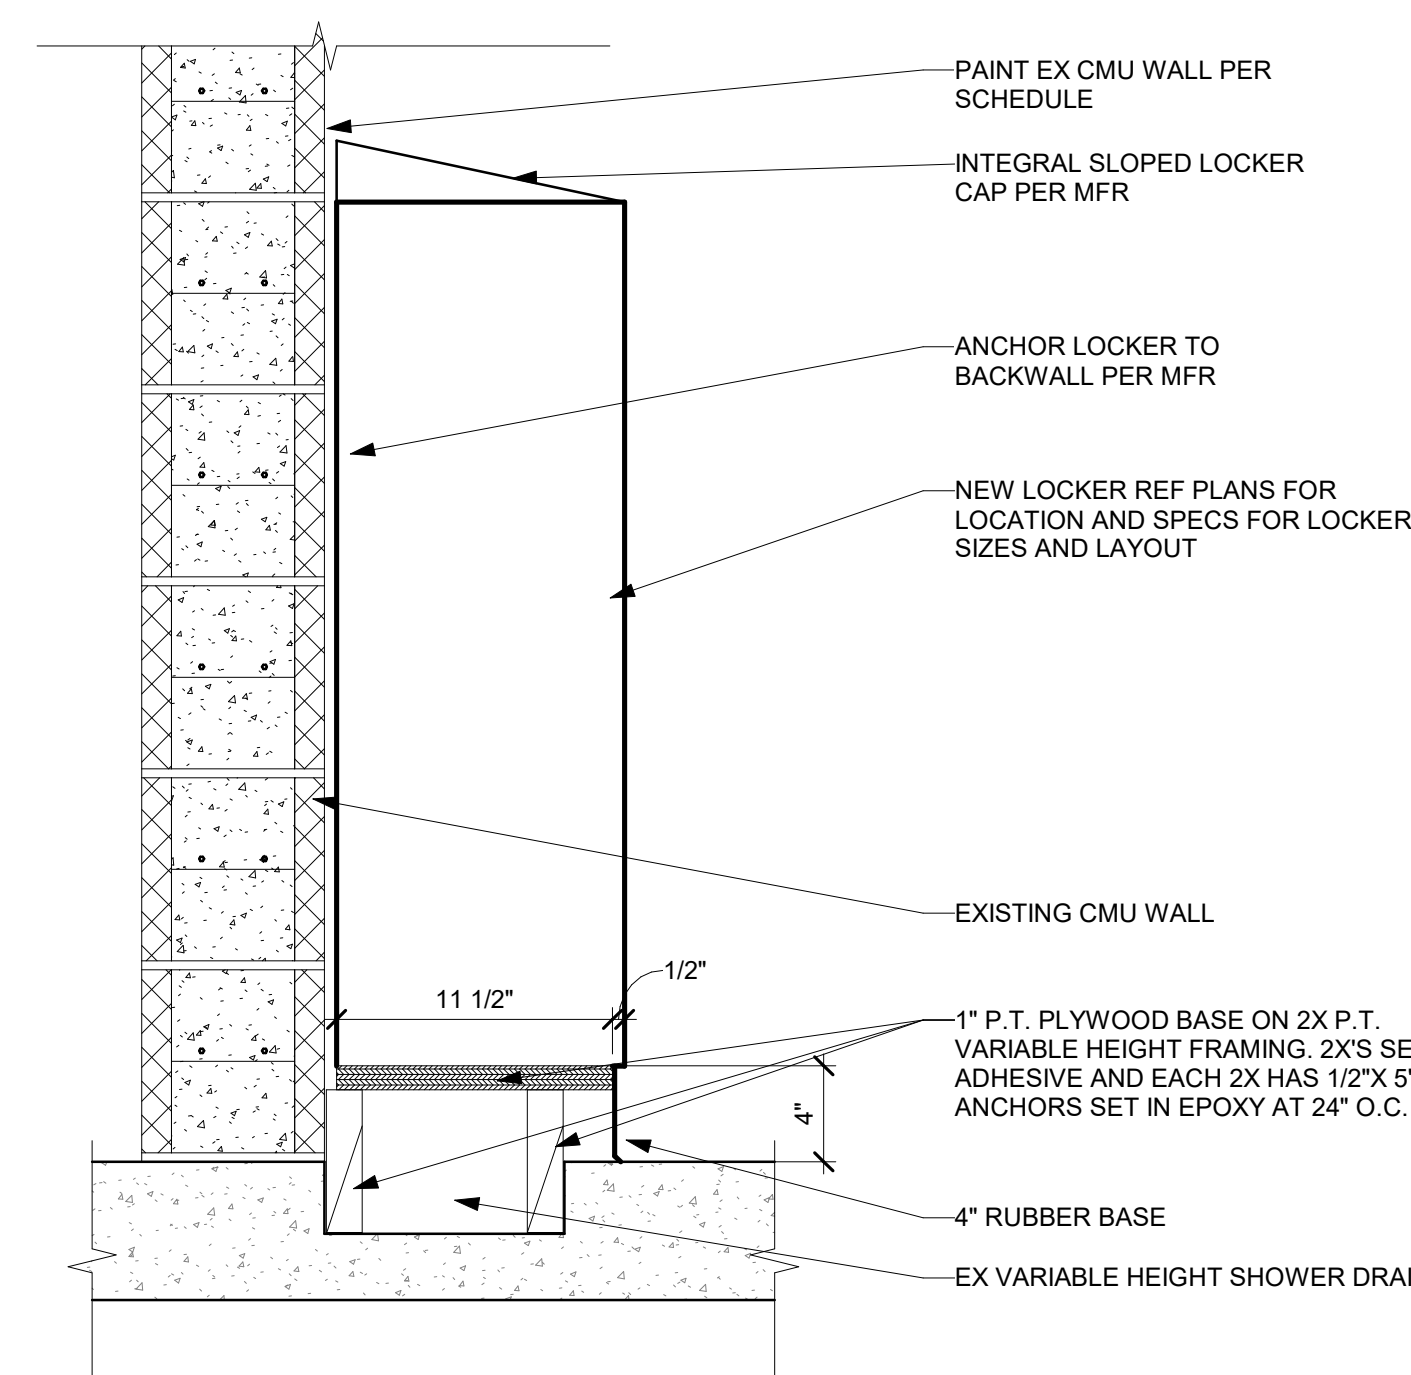 PAINT EX CMU WALL PER
SCHEDULE
INTEGRAL SLOPED LOCKER
CAP PER MFR
ANCHOR LOCKER TO
BACKWALL PER MFR
NEW LOCKER REF PLANS FOR
LOCATION AND SPECS FOR LOCKER
SIZES AND LAYOUT
EXISTING CMU WALL
1/2"
11 1/2"
1" P.T. PLYWOOD BASE ON 2X P.T.
VARIABLE HEIGHT FRAMING. 2X'S
ADHESIVE AND EACH 2X HAS 1/2"X
ANCHORS SET IN EPOXY AT 24" O.C.
4"
4" RUBBER BASE
EX VARIABLE HEIGHT SHOWER